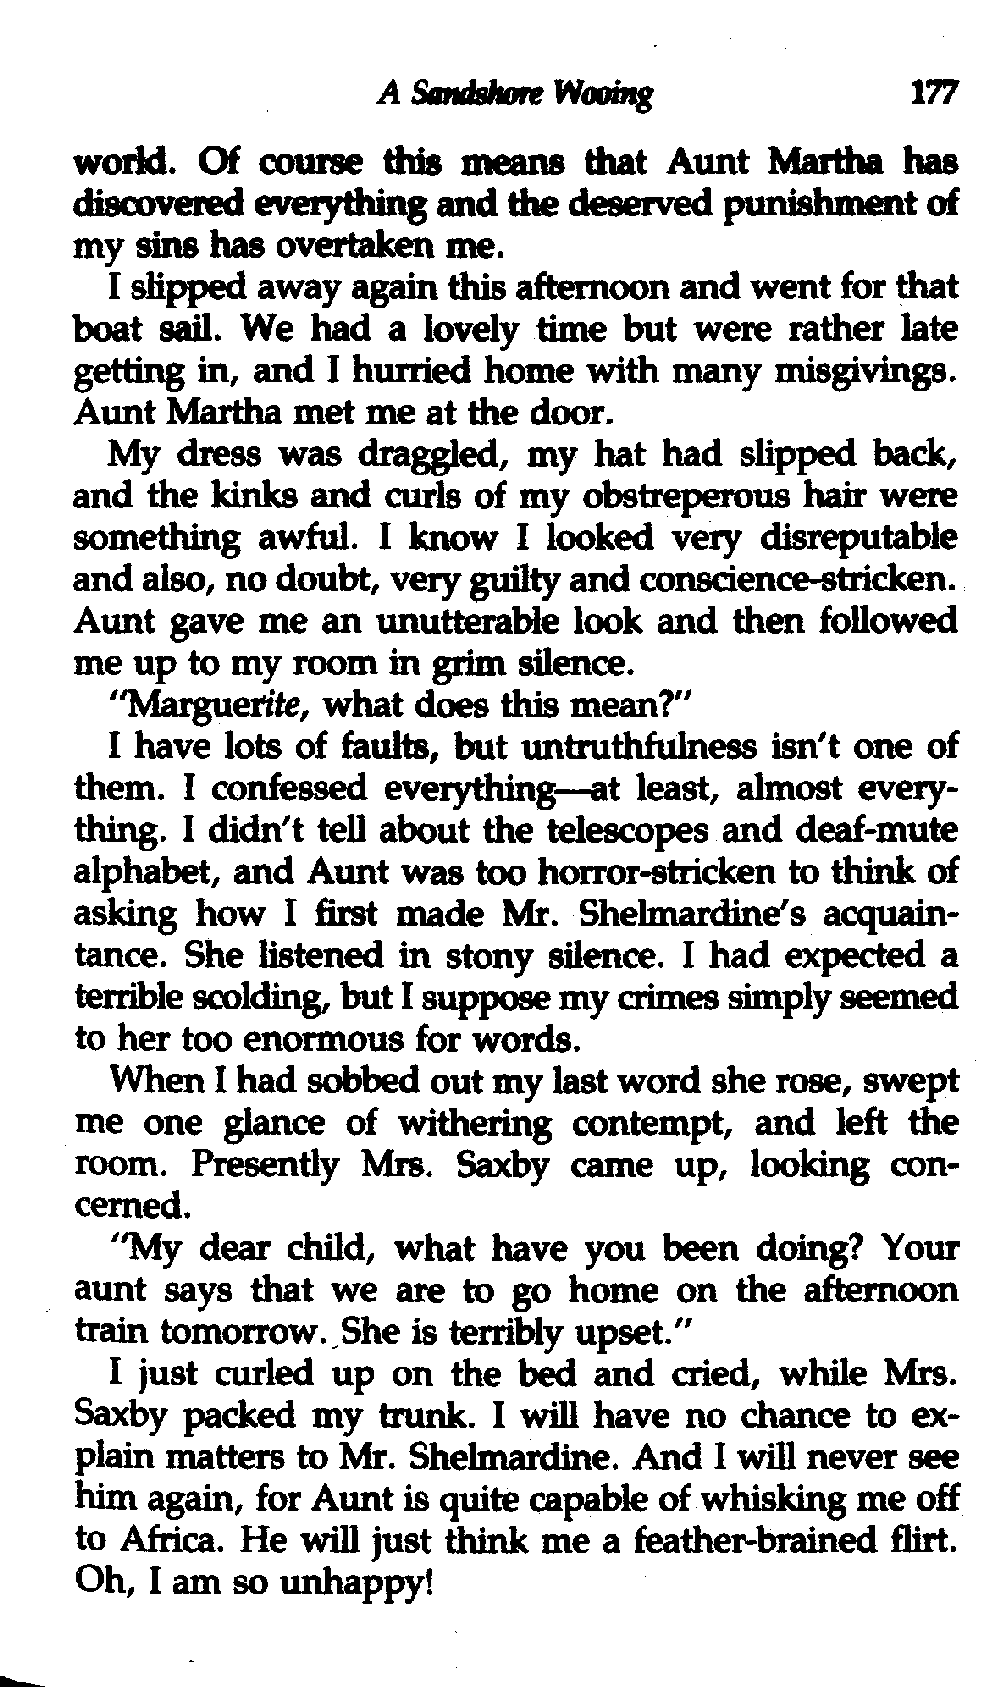 A Sandshore Wooing 177
world. Of course this means that Aunt Martha has
discovered everything and the deserved punishment of
my sins has overtaken me.
I slipped away again this afternoon and went for that
boat sail. We had a lovely time but were rather late
getting in, and I hurried home with many misgivings.
Aunt Martha met me at the door.
My dress was draggled, my hat had slipped back,
and the kinks and curls of my obstreperous hair were
something awful. I know I looked very disreputable
and also, no doubt, very guilty and conscience-stricken.
Aunt gave me an unutterable look and then followed
me up to my room in grim silence.
"Marguerite, what does this mean?"
I have lots of faults, but untruthfulness isn't one of
them. I confessed everything—at least, almost every-
thing. I didn't tell about the telescopes and deaf-mute
alphabet, and Aunt was too horror-stricken to think of
asking how I first made Mr. Shelmardine's acquain-
tance. She listened in stony silence. I had expected a
terrible scolding, but I suppose my crimes simply seemed
to her too enormous for words.
When I had sobbed out my last word she rose, swept
me one glance of withering contempt, and left the
room. Presently Mrs. Saxby came up, looking con-
cerned.
"My dear child, what have you been doing? Your
aunt says that we are to go home on the afternoon
train tomorrow. She is terribly upset."
I just curled up on the bed and cried, while Mrs.
Saxby packed my trunk. I will have no chance to ex-
plain matters to Mr. Shelmardine. And I will never see
him again, for Aunt is quite capable of whisking me off
to Africa. He will just think me a feather-brained flirt.
Oh, I am so unhappy!